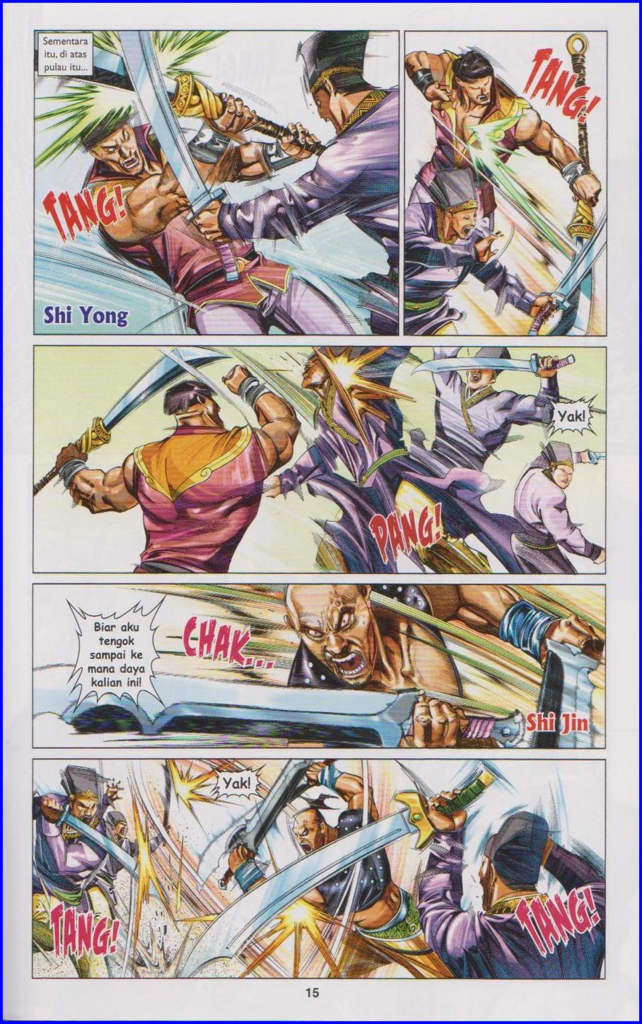 Sementara
itu, di atas
pulau itu...
TANG!
Shi Yong
TANG!
Yak!
PANG!
Biar aku
tengok
sampai ke
mana daya
kalian ini!
CHAK...
Shi Jin
Yak!
TANG!
TANG!
15